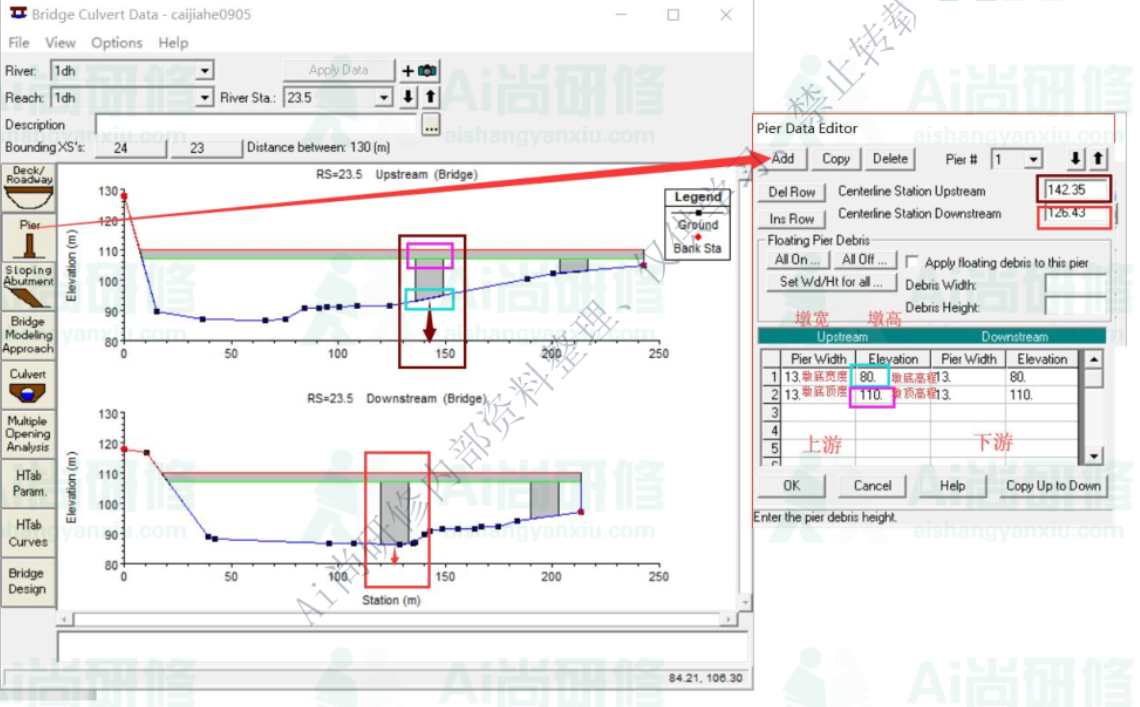 Bridge Culvert Data - caijiahe0905
File View Options Help
River: 1dh Apply Data +
Reach: 1dh River Sta.: 23.5
Description ...
Bounding XS's: 24 23 Distance between: 130 (m)
Deck/
Roadway
Pier
Sloping
Abutment
Bridge
Modeling
Approach
Culvert
Multiple
Opening
Analysis
HTab
Param.
HTab
Curves
Bridge
Design
RS=23.5 Upstream (Bridge)
Elevation (m)
130
120
110
100
90
80
0 50 100 150 200 250
Legend
Ground
Bank Sta
RS=23.5 Downstream (Bridge)
Elevation (m)
130
120
110
100
90
80
0 50 100 150 200 250
Station (m)
84.21, 106.30
Pier Data Editor
Add Copy Delete Pier # 1
Del Row Centerline Station Upstream 142.35
Ins Row Centerline Station Downstream 126.43
Floating Pier Debris
All On ... All Off ... Apply floating debris to this pier
Set Wd/Ht for all ... Debris Width:
Debris Height:
墩宽 墩高
Upstream Downstream
Pier Width Elevation Pier Width Elevation
1 13. 墩底宽度 80. 墩底高程 13. 80.
2 13. 墩底顶度 110. 墩顶高程 13. 110.
3
4
5
上游 下游
OK Cancel Help Copy Up to Down
Enter the pier debris height.
Ai尚研修内部资料整理、仅供学员，禁止转载
Ai尚研修
aishangyanxiu.com